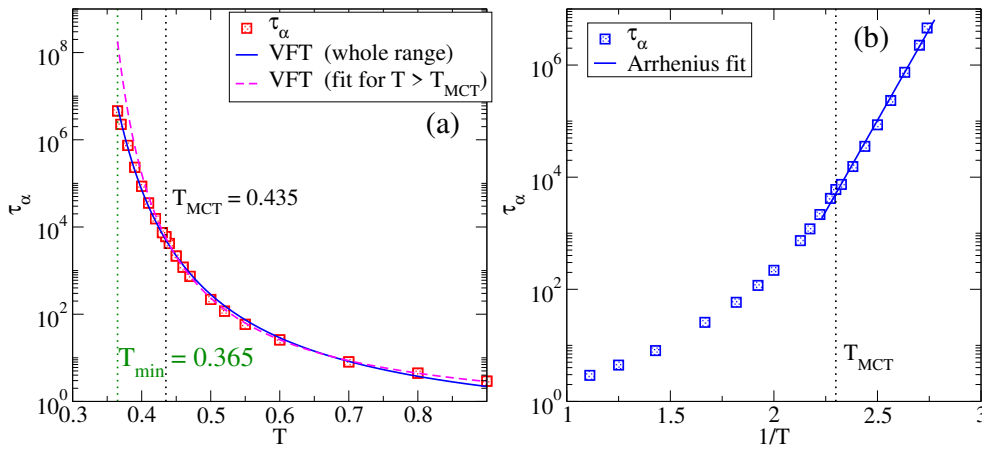 τα
VFT (whole range)
VFT (fit for T > TMCT)
(a)
TMCT = 0.435
Tmin = 0.365
10^8
10^6
10^4
10^2
10^0
τα
0.3 0.4 0.5 0.6 0.7 0.8
T
τα
Arrhenius fit
(b)
TMCT
10^6
10^4
10^2
10^0
τα
1 1.5 2 2.5 3
1/T